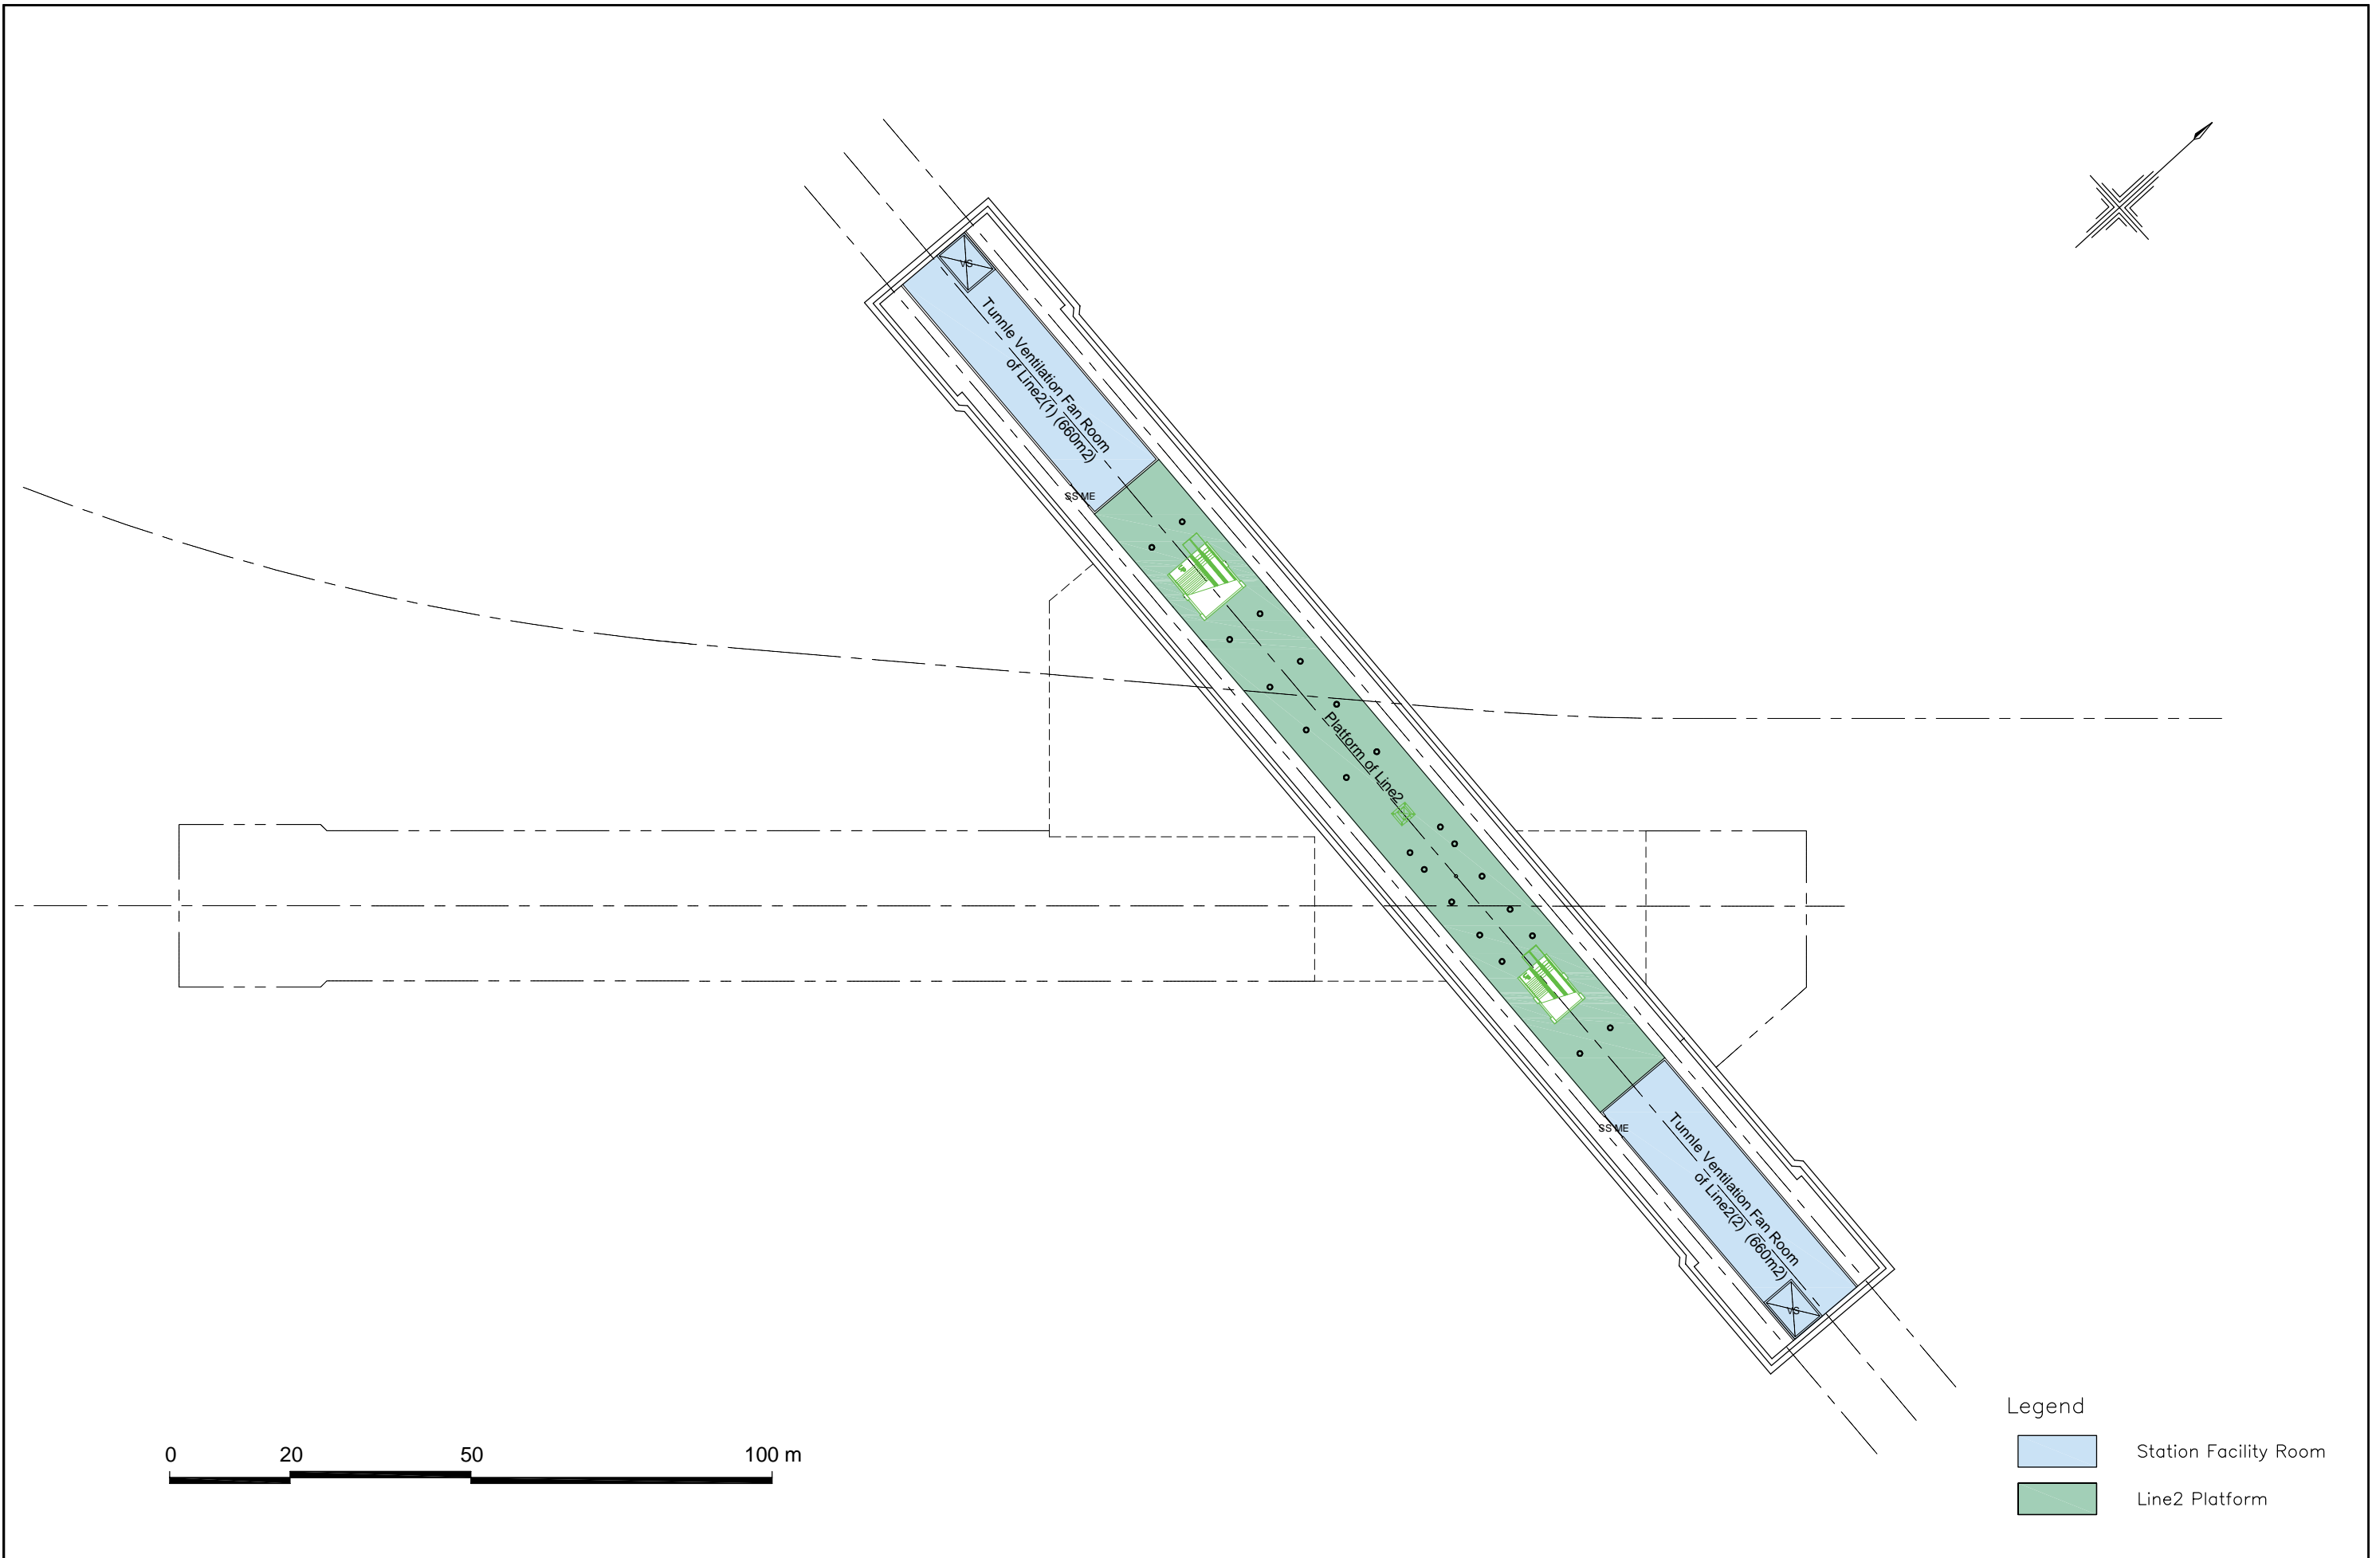 VS
Tunnle Ventilation Fan Room
of Line2(1) (660m2)
SS ME
Platform of Line2
SS ME
Tunnle Ventilation Fan Room
of Line2(2) (660m2)
VS
0 20 50 100 m
Legend
Station Facility Room
Line2 Platform